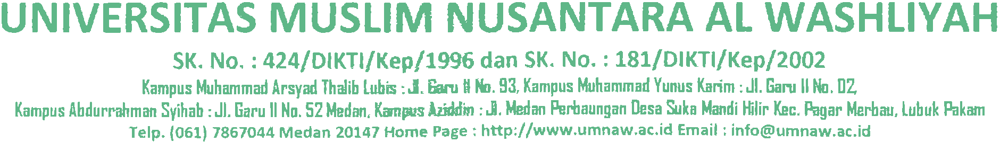 UNIVERSITAS MUSLIM NUSANTARA AL WASHLIYAH
SK. No. : 424/DIKTI/Kep/1996 dan SK. No. : 181/DIKTI/Kep/2002
Kampus Muhammad Arsyad Thalib Lubis : Jl. Garu II No. 93, Kampus Muhammad Yunus Karim : Jl. Garu II No. 02,
Kampus Abdurrahman Syihab : Jl. Garu II No. 52 Medan, Kampus Aziddin : Jl. Medan Perbaungan Desa Suka Mandi Hilir Kec. Pagar Merbau, Lubuk Pakam
Telp. (061) 7867044 Medan 20147 Home Page : http://www.umnaw.ac.id Email : info@umnaw.ac.id